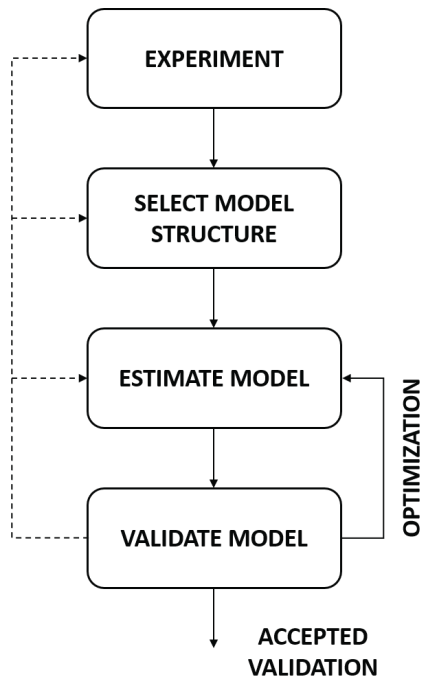 EXPERIMENT
SELECT MODEL
STRUCTURE
ESTIMATE MODEL
OPTIMIZATION
VALIDATE MODEL
ACCEPTED
VALIDATION